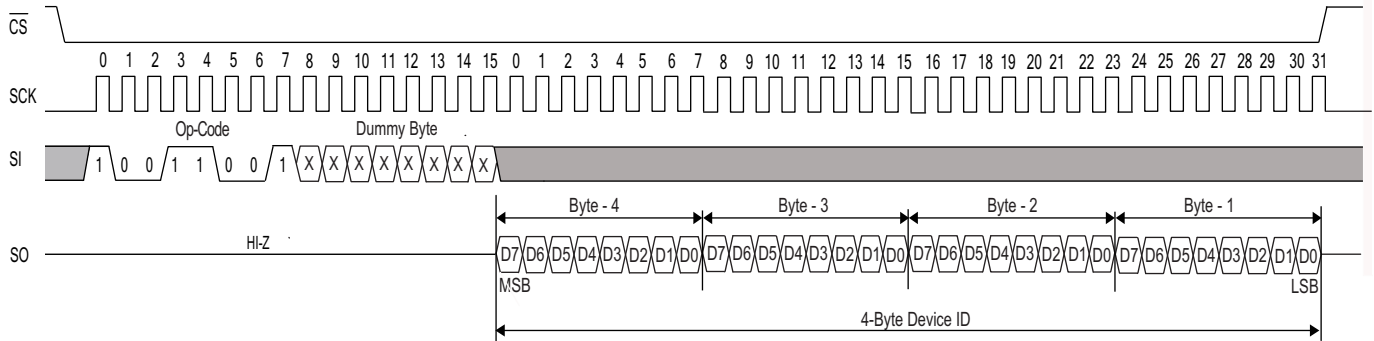 CS
0 1 2 3 4 5 6 7 8 9 10 11 12 13 14 15 0 1 2 3 4 5 6 7 8 9 10 11 12 13 14 15 16 17 18 19 20 21 22 23 24 25 26 27 28 29 30 31
SCK
Op-Code Dummy Byte
SI 1 0 0 1 1 0 0 1 X X X X X X X X
Byte - 4 Byte - 3 Byte - 2 Byte - 1
SO HI-Z D7 D6 D5 D4 D3 D2 D1 D0 D7 D6 D5 D4 D3 D2 D1 D0 D7 D6 D5 D4 D3 D2 D1 D0 D7 D6 D5 D4 D3 D2 D1 D0
MSB LSB
4-Byte Device ID